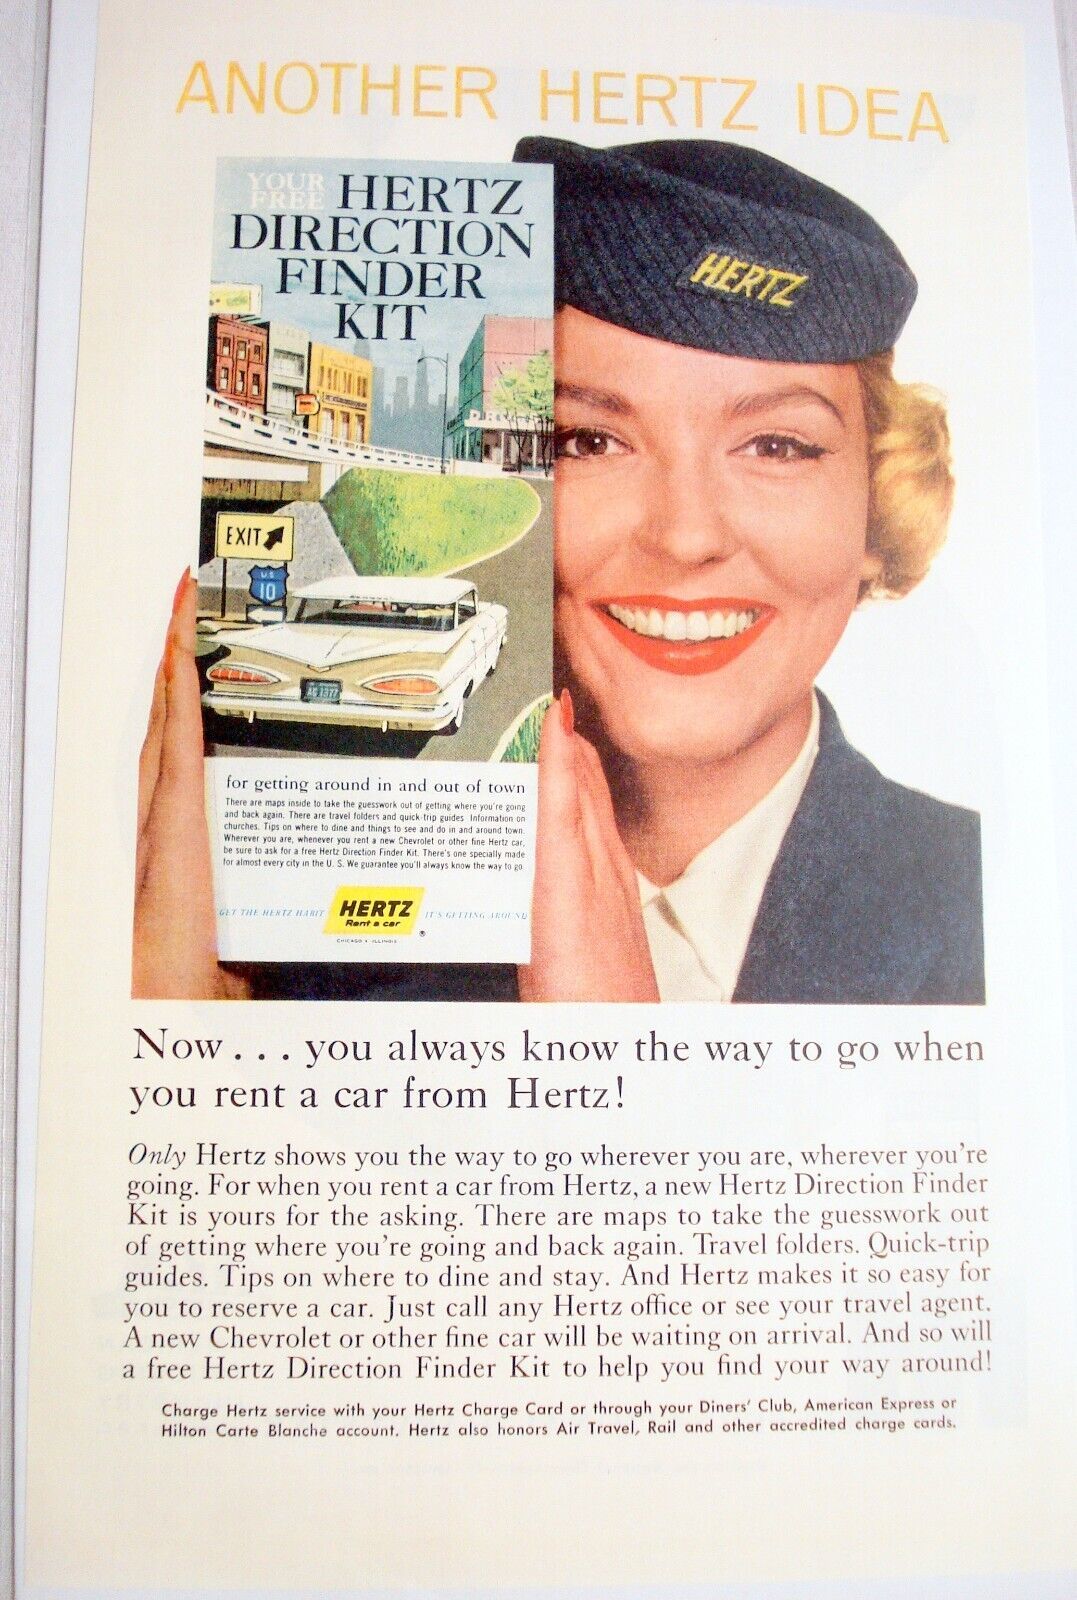 ANOTHER HERTZ IDEA
YOUR FREE HERTZ
DIRECTION
FINDER
KIT
HERTZ
DRUGS
EXIT
U S
10
AG 1377
for getting around in and out of town
There are maps inside to take the guesswork out of getting where you're going
and back again. There are travel folders and quick-trip guides. Information on
churches. Tips on where to dine and things to see and do in and around town.
Wherever you are, whenever you rent a new Chevrolet or other fine Hertz car,
be sure to ask for a free Hertz Direction Finder Kit. There's one specially made
for almost every city in the U. S. We guarantee you'll always know the way to go.
GET THE HERTZ HABIT HERTZ IT'S GETTING AROUND
Rent a car
®
CHICAGO 4 ILLINOIS
Now . . . you always know the way to go when
you rent a car from Hertz!
Only Hertz shows you the way to go wherever you are, wherever you're
going. For when you rent a car from Hertz, a new Hertz Direction Finder
Kit is yours for the asking. There are maps to take the guesswork out
of getting where you're going and back again. Travel folders. Quick-trip
guides. Tips on where to dine and stay. And Hertz makes it so easy for
you to reserve a car. Just call any Hertz office or see your travel agent.
A new Chevrolet or other fine car will be waiting on arrival. And so will
a free Hertz Direction Finder Kit to help you find your way around!
Charge Hertz service with your Hertz Charge Card or through your Diners' Club, American Express or
Hilton Carte Blanche account. Hertz also honors Air Travel, Rail and other accredited charge cards.